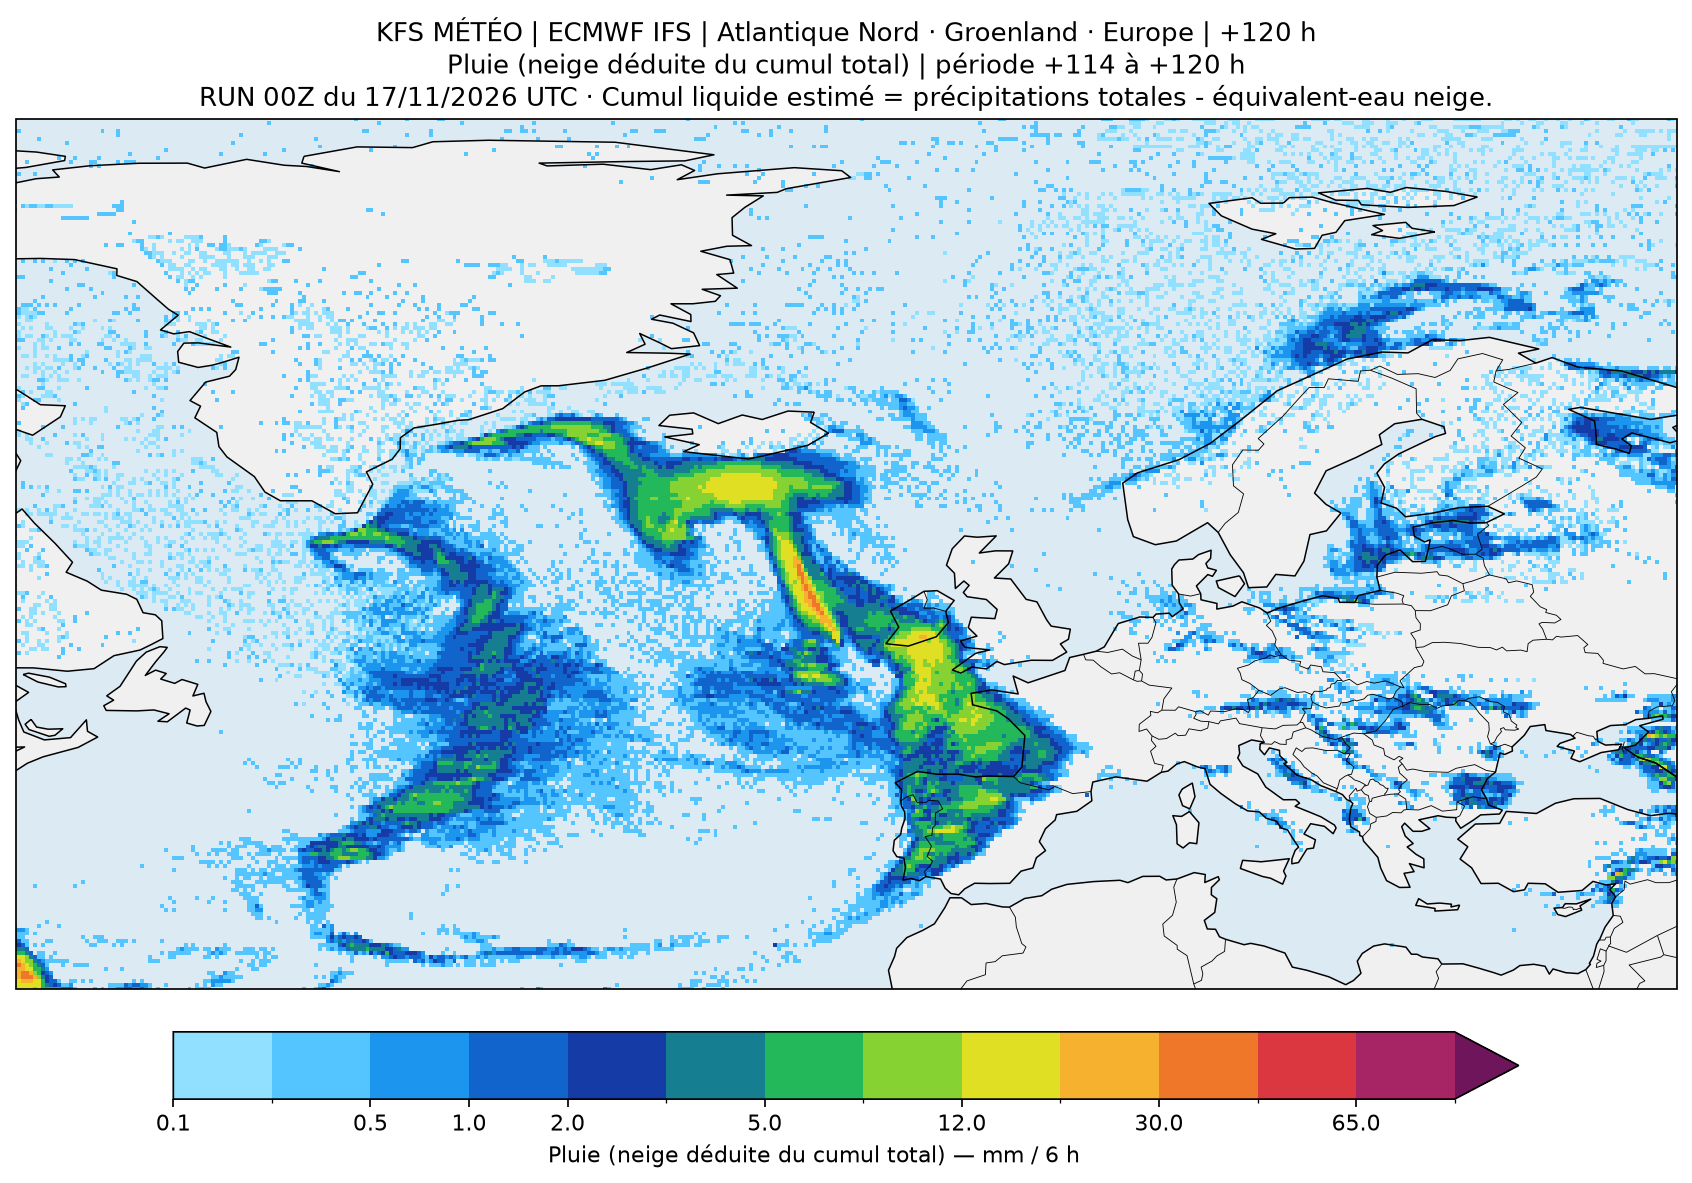 KFS MÉTÉO | ECMWF IFS | Atlantique Nord · Groenland · Europe | +120 h
Pluie (neige déduite du cumul total) | période +114 à +120 h
RUN 00Z du 17/11/2026 UTC · Cumul liquide estimé = précipitations totales - équivalent-eau neige.
0.1 0.5 1.0 2.0 5.0 12.0 30.0 65.0
Pluie (neige déduite du cumul total) — mm / 6 h